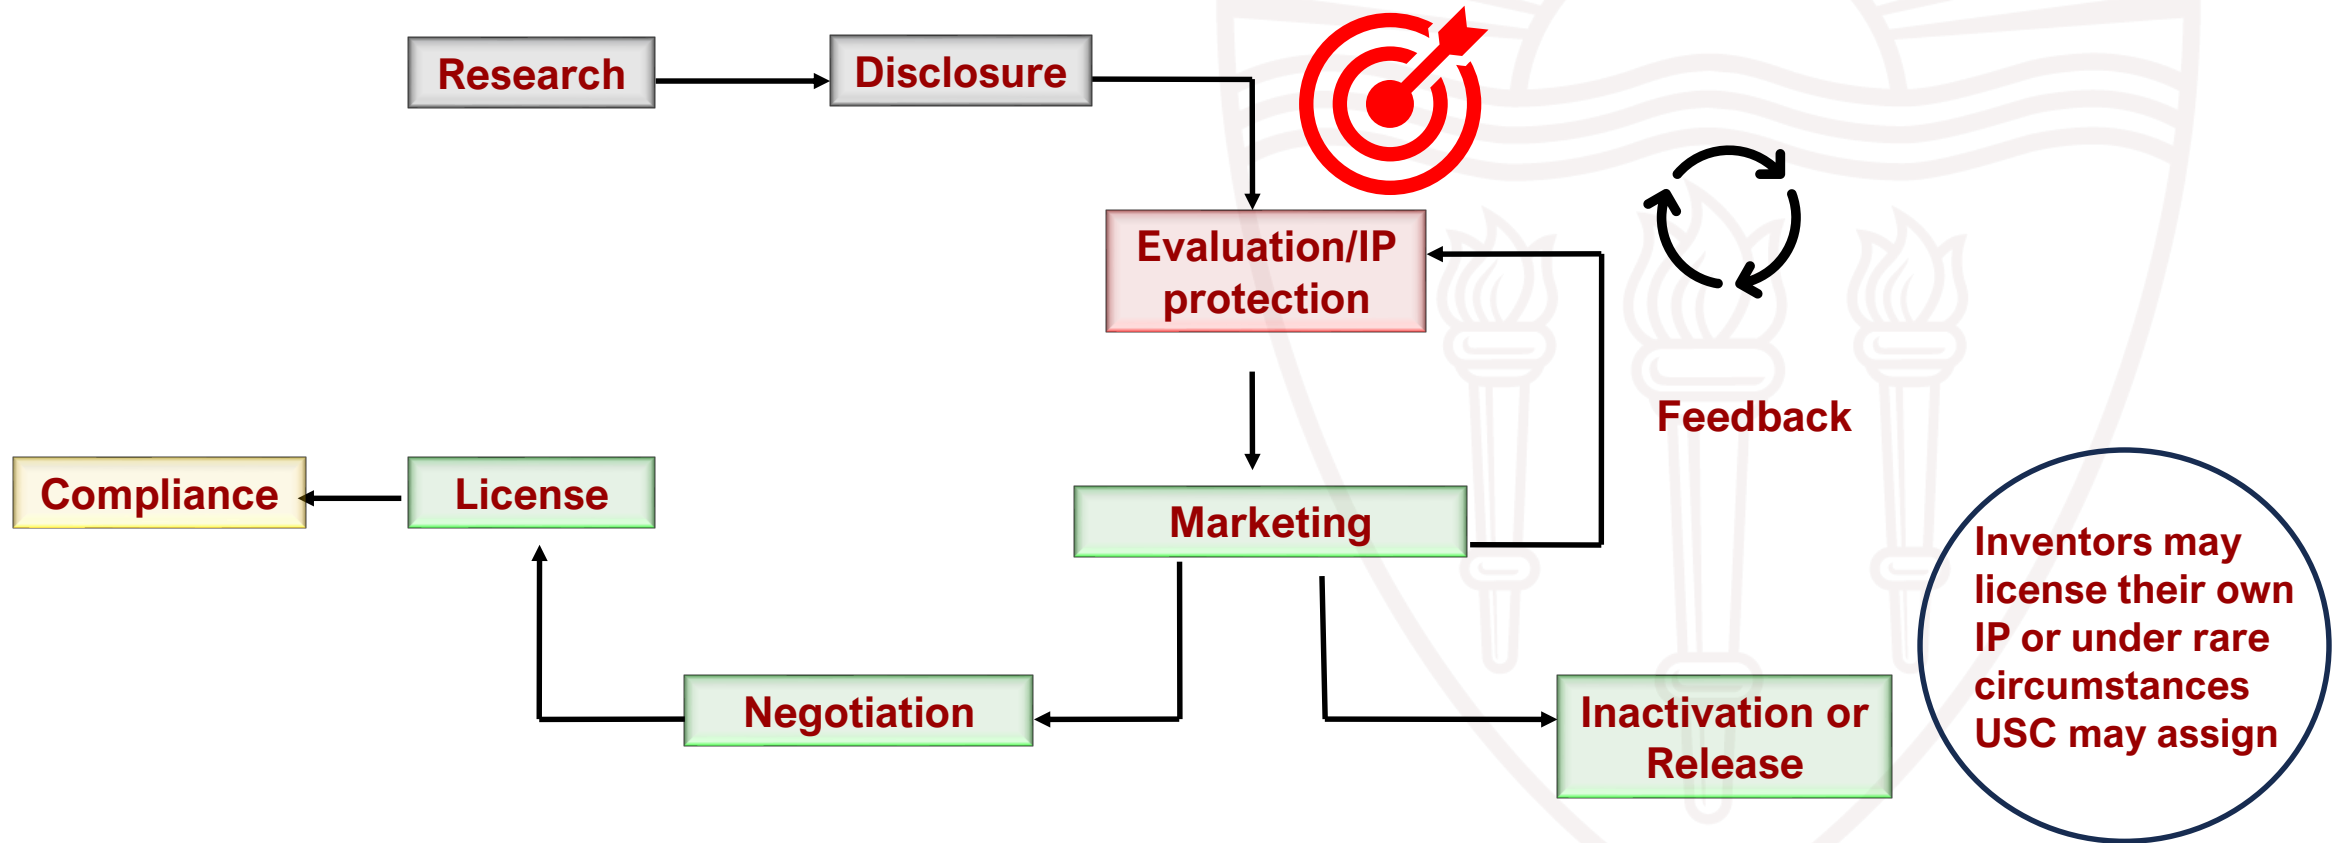 Research
Disclosure
Evaluation/IP
protection
Feedback
Compliance
License
Marketing
Negotiation
Inactivation or
Release
Inventors may
license their own
IP or under rare
circumstances
USC may assign